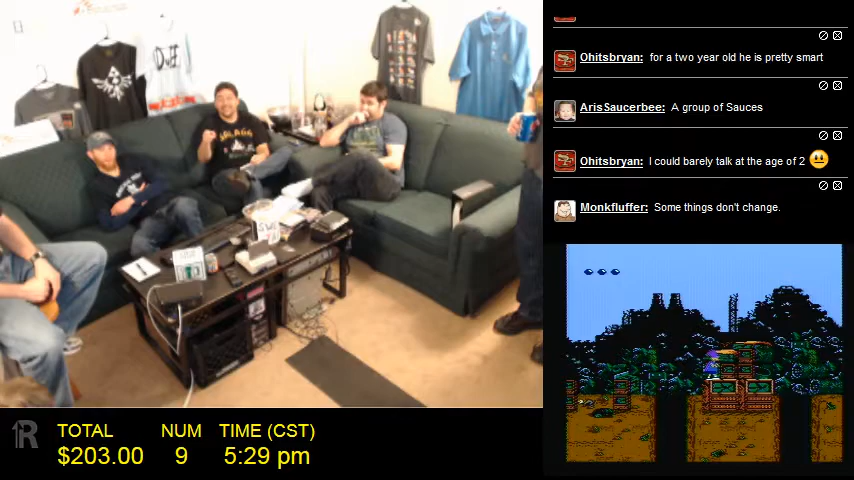 Ohitsbryan: for a two year old he is pretty smart
ArisSaucerbee: A group of Sauces
Ohitsbryan: I could barely talk at the age of 2
Monkfluffer: Some things don't change.
TOTAL NUM TIME (CST)
$203.00 9 5:29 pm